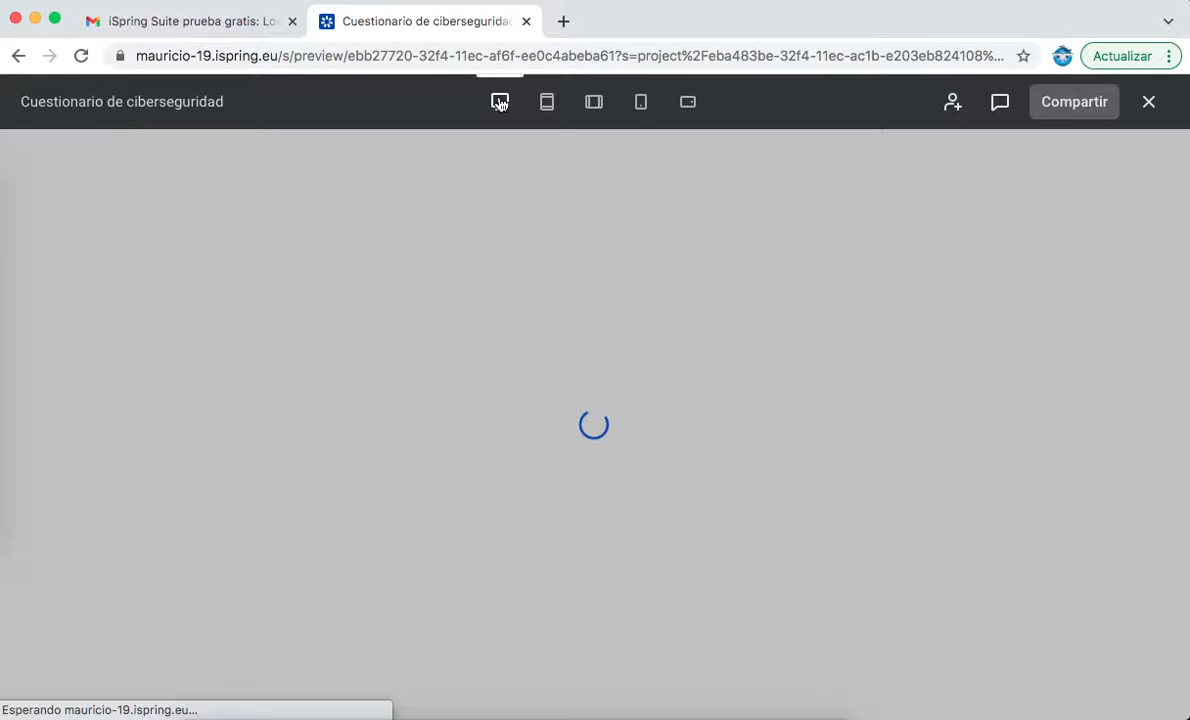 iSpring Suite prueba gratis: Lo
Cuestionario de ciberseguridad
mauricio-19.ispring.eu/s/preview/ebb27720-32f4-11ec-af6f-ee0c4abeba61?s=project%2Feba483be-32f4-11ec-ac1b-e203eb824108%...
Actualizar
Cuestionario de ciberseguridad
Compartir
Esperando mauricio-19.ispring.eu...